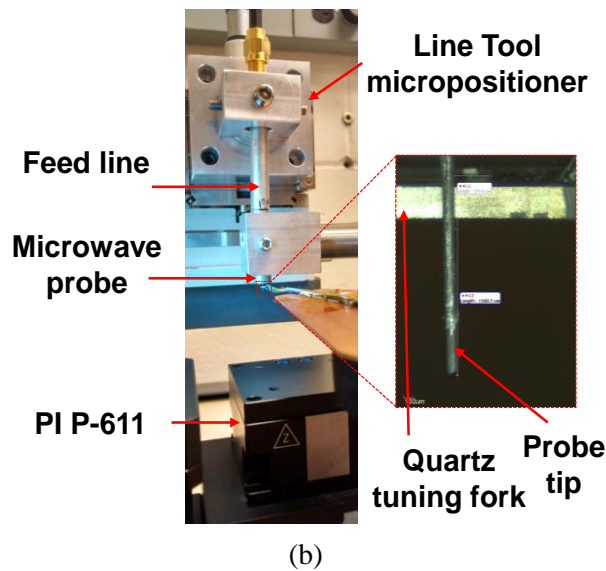 Line Tool
micropositioner
Feed line
Microwave
probe
PI P-611
Z
Quartz
tuning fork
Probe
tip
(b)